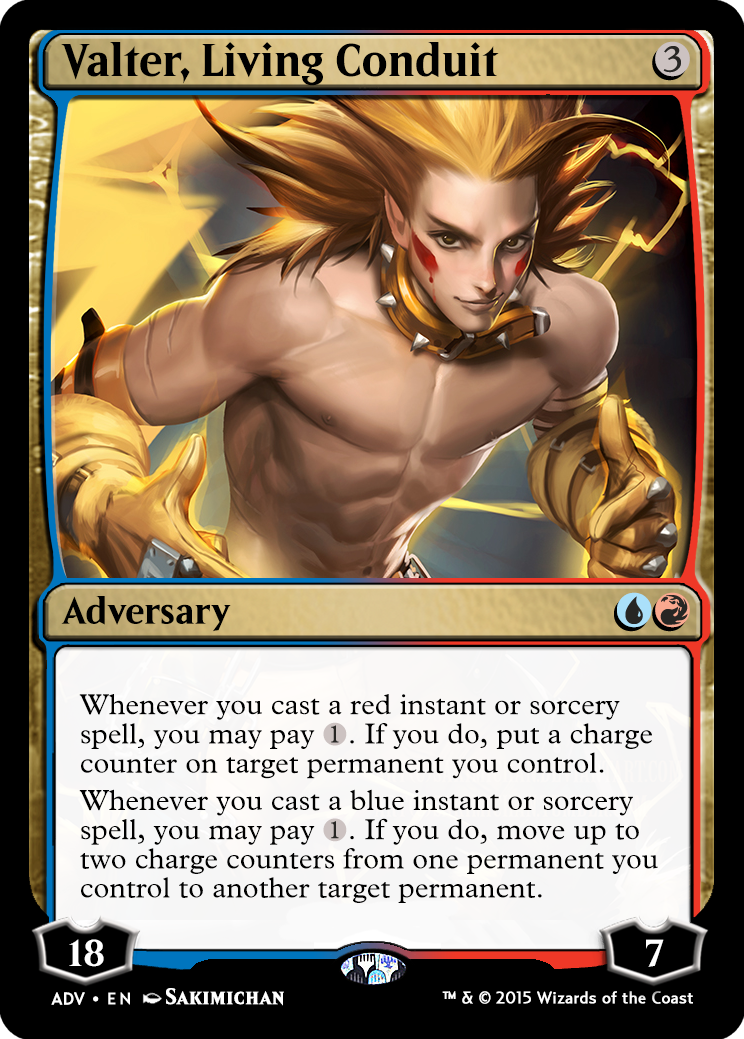 Valter, Living Conduit 3
Adversary
Whenever you cast a red instant or sorcery
spell, you may pay 1. If you do, put a charge
counter on target permanent you control.
Whenever you cast a blue instant or sorcery
spell, you may pay 1. If you do, move up to
two charge counters from one permanent you
control to another target permanent.
18 7
ADV • EN SAKIMICHAN ™ & © 2015 Wizards of the Coast